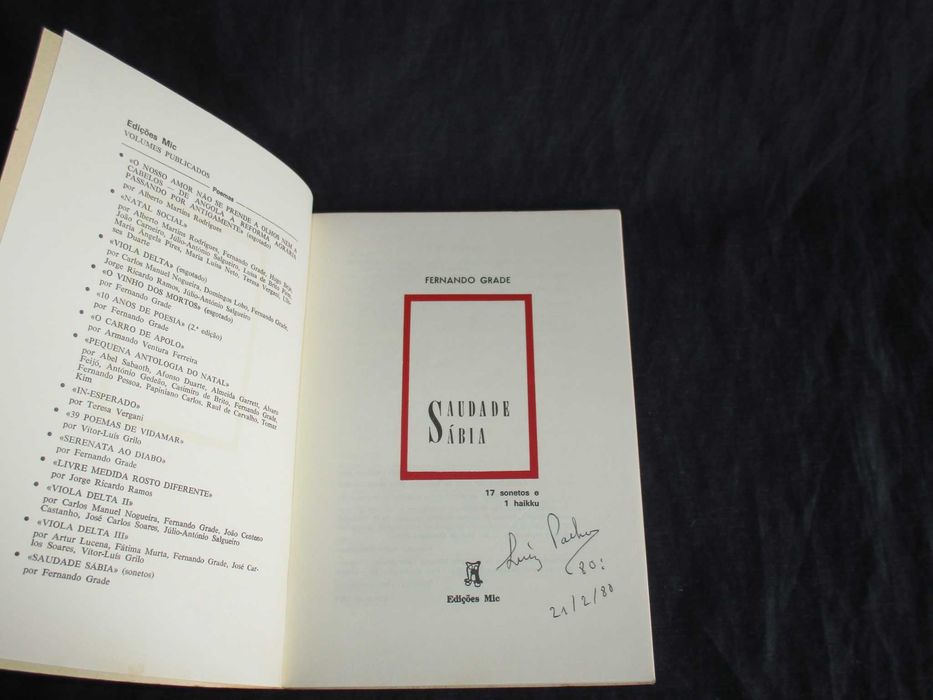 Edições Mic
VOLUMES PUBLICADOS
Poemas
• «O NOSSO AMOR NÃO SE PRENDE A OLHOS NEM A
CABELOS — DE ANGOLA À REFORMA AGRÁRIA
PASSANDO POR ANTIGAMENTE» (esgotado)
por Alberto Martins Rodrigues
• «NATAL SOCIAL»
por Alberto Martins Rodrigues, Fernando Grade, Hugo Beja,
João Carneiro, Júlio-António Salgueiro, Luísa de Brito Pires,
Maria Ângela Pires, Maria Luísa Neto, Teresa Vergani, Ulis-
ses Duarte
• «VIOLA DELTA» (esgotado)
por Carlos Manuel Nogueira, Domingos Lobo, Fernando Grade,
Jorge Ricardo Ramos, Júlio-António Salgueiro
• «O VINHO DOS MORTOS» (esgotado)
por Fernando Grade
• «10 ANOS DE POESIA» (2.ª edição)
por Fernando Grade
• «O CARRO DE APOLO»
por Armando Ventura Ferreira
• «PEQUENA ANTOLOGIA DO NATAL»
por Abel Sabaoth, Afonso Duarte, Almeida Garrett, Álvaro
Feijó, António Gedeão, Casimiro de Brito, Fernando Grade,
Fernando Pessoa, Papiniano Carlos, Raul de Carvalho, Tomaz
Kim
• «IN-ESPERADO»
por Teresa Vergani
• «39 POEMAS DE VIDAMAR»
por Vítor-Luís Grilo
• «SERENATA AO DIABO»
por Fernando Grade
• «LIVRE MEDIDA ROSTO DIFERENTE»
por Jorge Ricardo Ramos
• «VIOLA DELTA II»
por Carlos Manuel Nogueira, Fernando Grade, João Centeno
Castanho, José Carlos Soares, Júlio-António Salgueiro
• «VIOLA DELTA III»
por Artur Lucena, Fátima Murta, Fernando Grade, José Car-
los Soares, Vítor-Luís Grilo
• «SAUDADE SÁBIA» (sonetos)
por Fernando Grade
FERNANDO GRADE
SAUDADE
SÁBIA
17 sonetos e
1 haikku
Luiz Pacheco
80:
21/2/80
Edições Mic